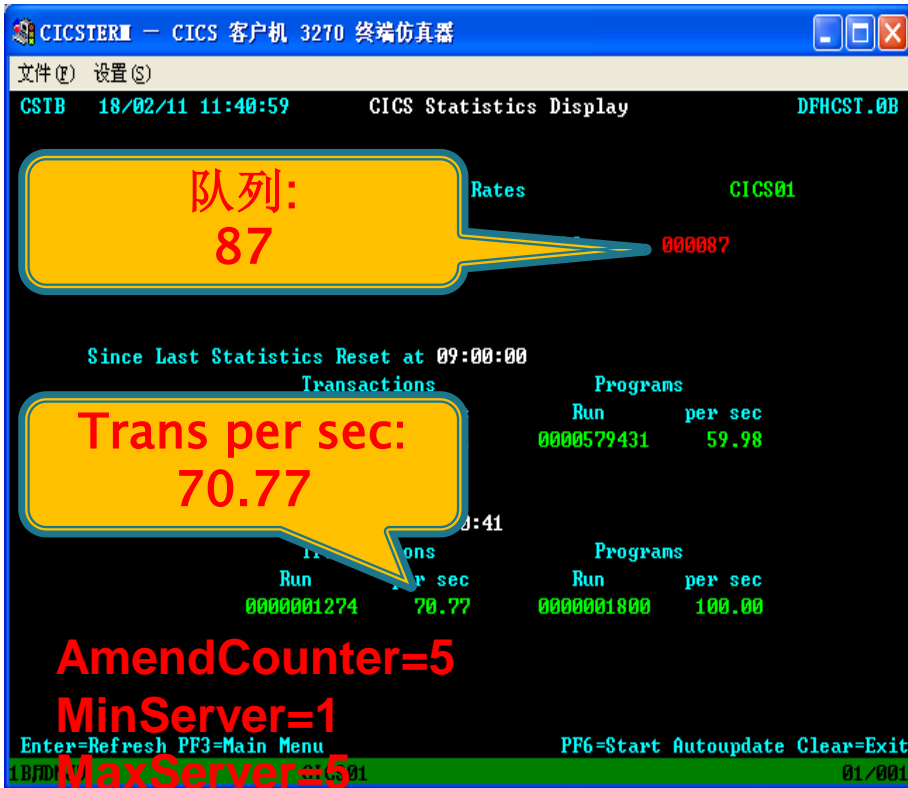 CICSTERM — CICS 客户机 3270 终端仿真器
文件(F) 设置(S)
CSTB 18/02/11 11:40:59 CICS Statistics Display DFHCST.0B
队列:
87
Rates CICS01
000087
Since Last Statistics Reset at 09:00:00
Transactions Programs
Run per sec
0000579431 59.98
Trans per sec:
70.77
0:41
Programs
Run per sec Run per sec
0000001274 70.77 0000001800 100.00
AmendCounter=5
MinServer=1
Enter=Refresh PF3=Main Menu PF6=Start Autoupdate Clear=Exit
MaxServer=5
01/001